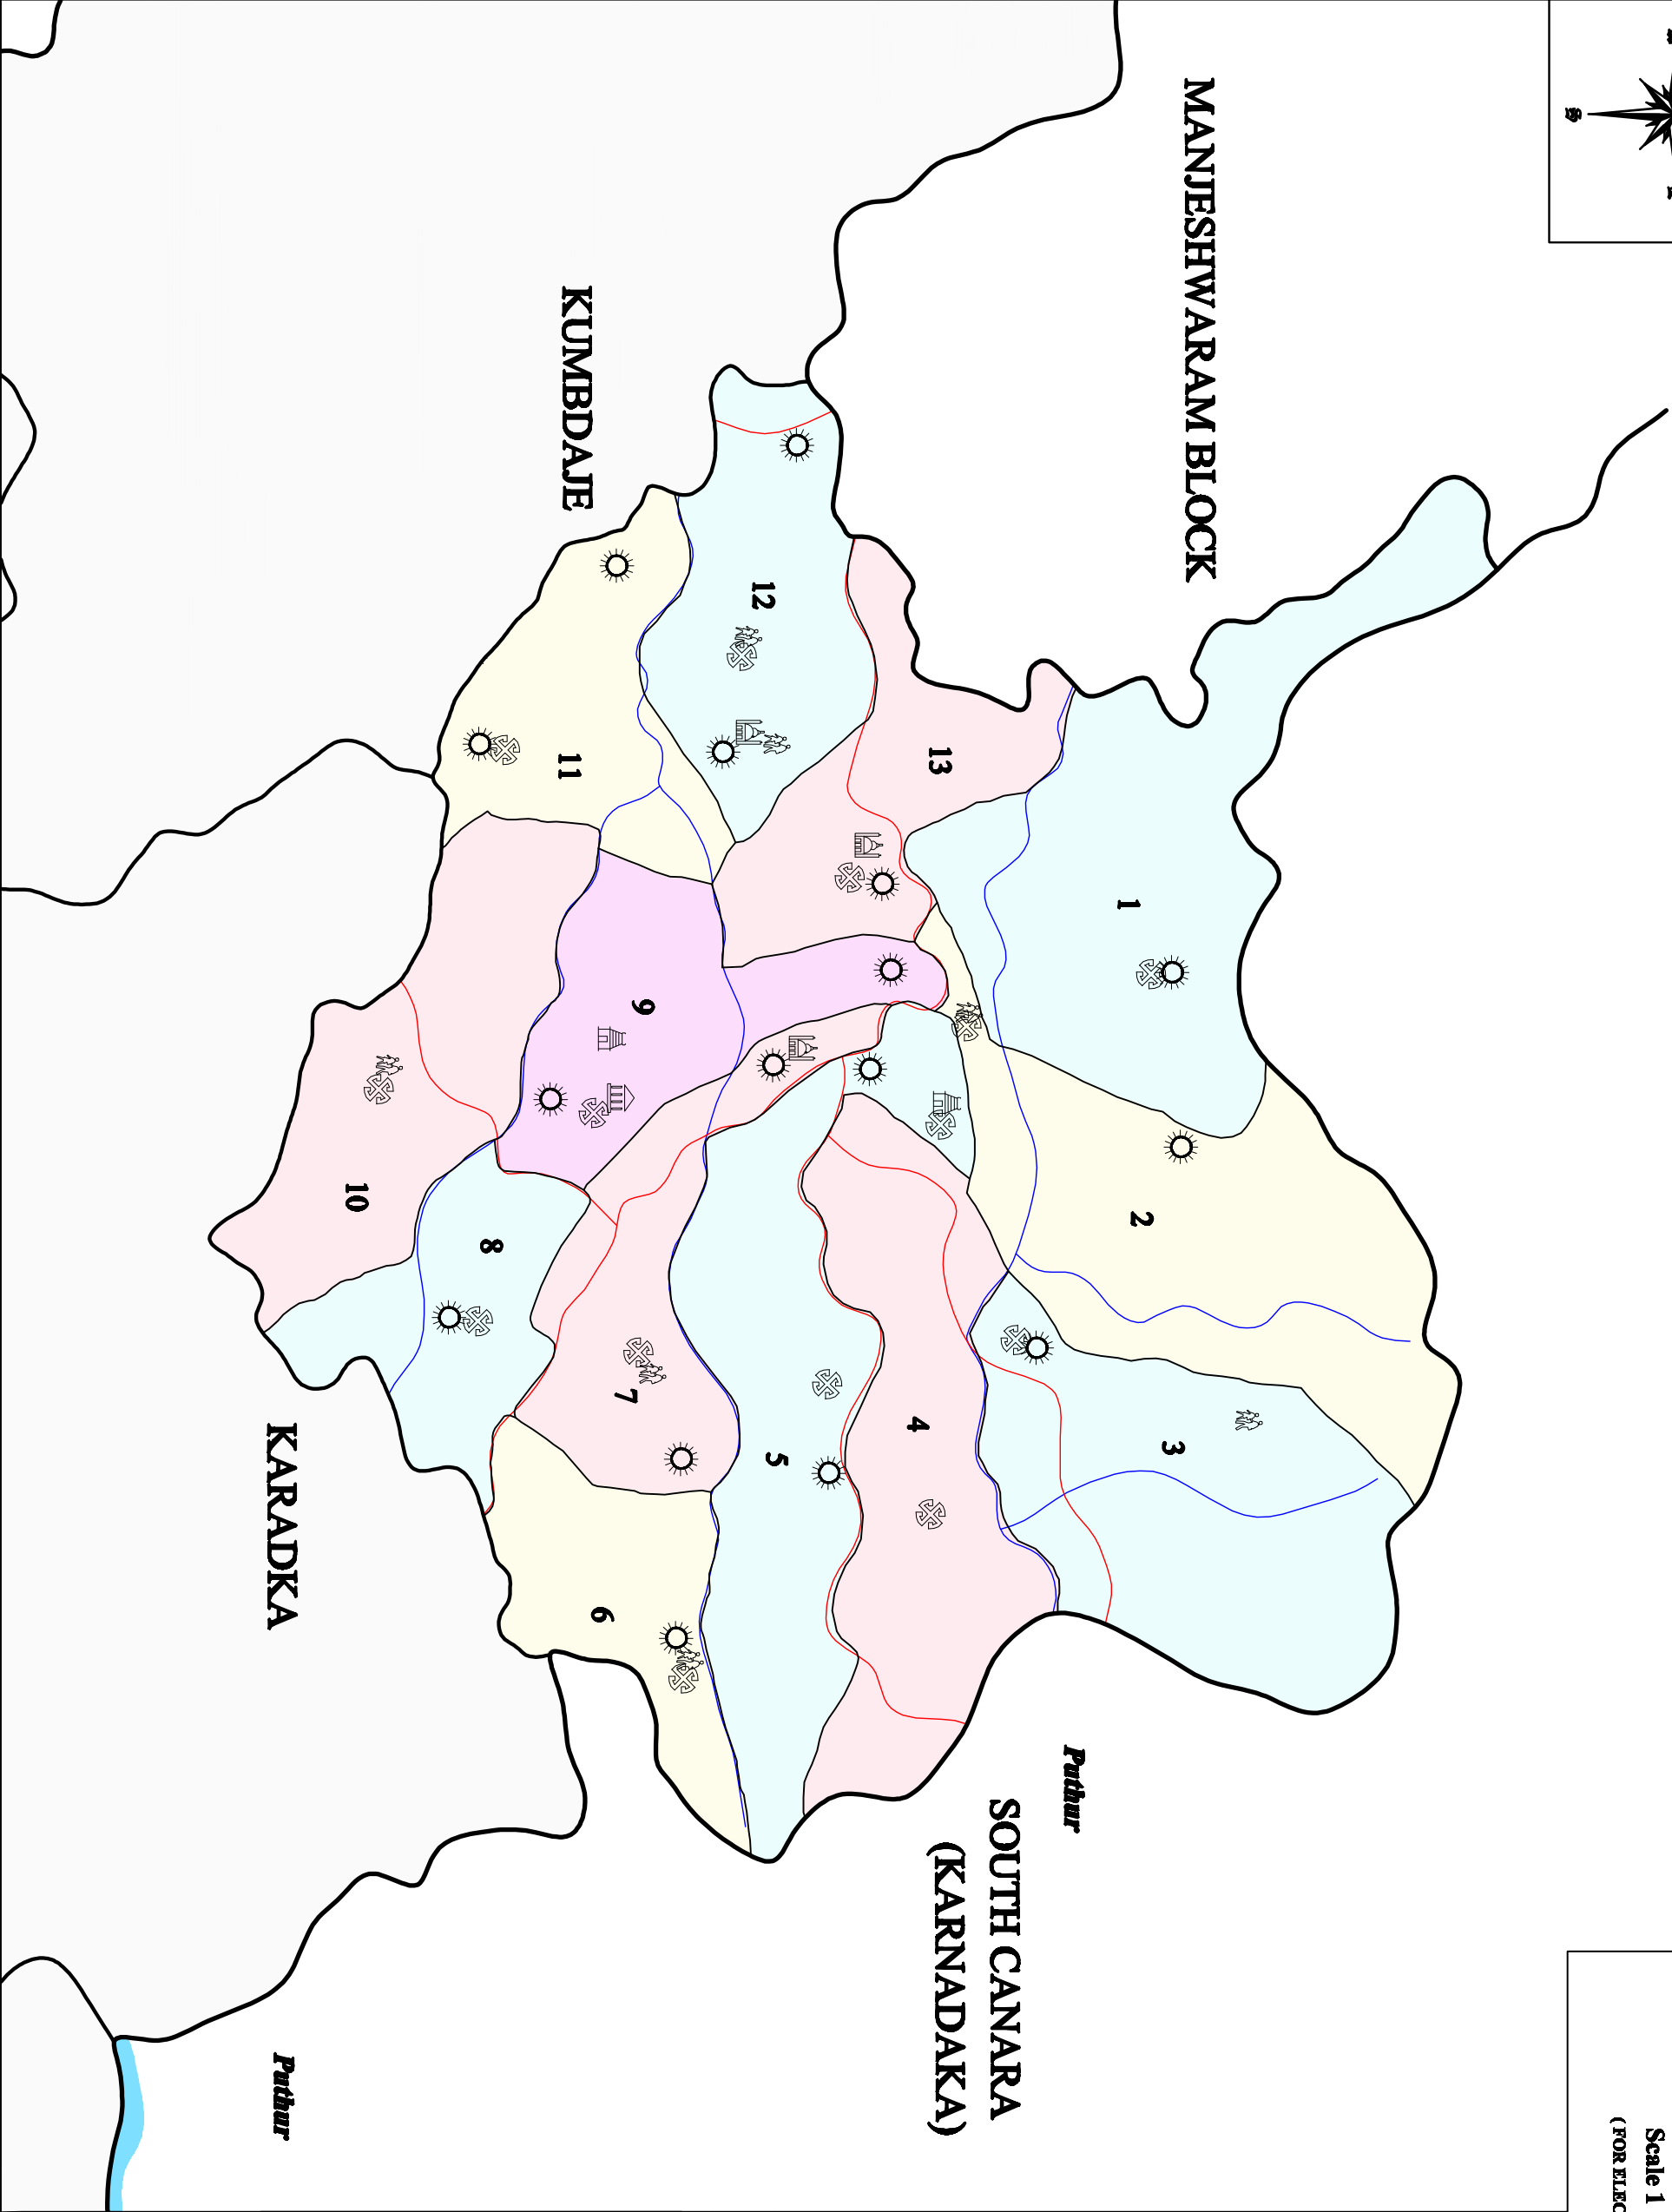 Scale 1
( FOR ELEC
MANJESHWARAM BLOCK
1
2
3
Puthur
SOUTH CANARA
(KARNADAKA)
13
4
12
5
9
7
6
KUMBDAJE
11
8
10
KARADKA
Puthur